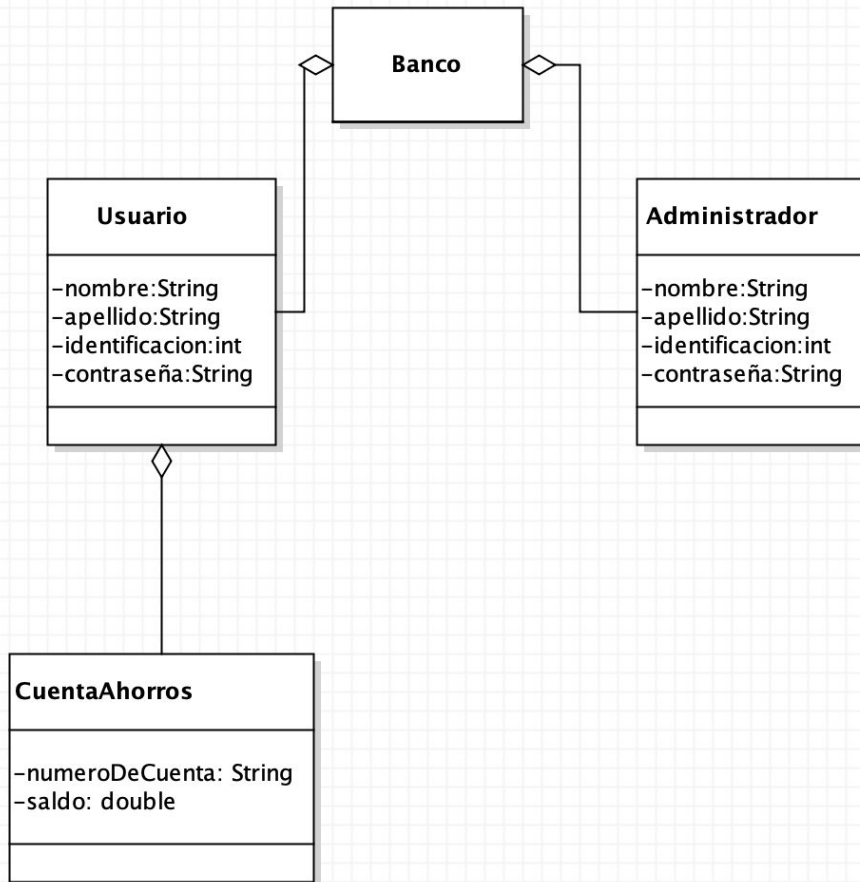 Banco
Usuario
-nombre:String
-apellido:String
-identificacion:int
-contraseña:String
Administrador
-nombre:String
-apellido:String
-identificacion:int
-contraseña:String
CuentaAhorros
-numeroDeCuenta: String
-saldo: double